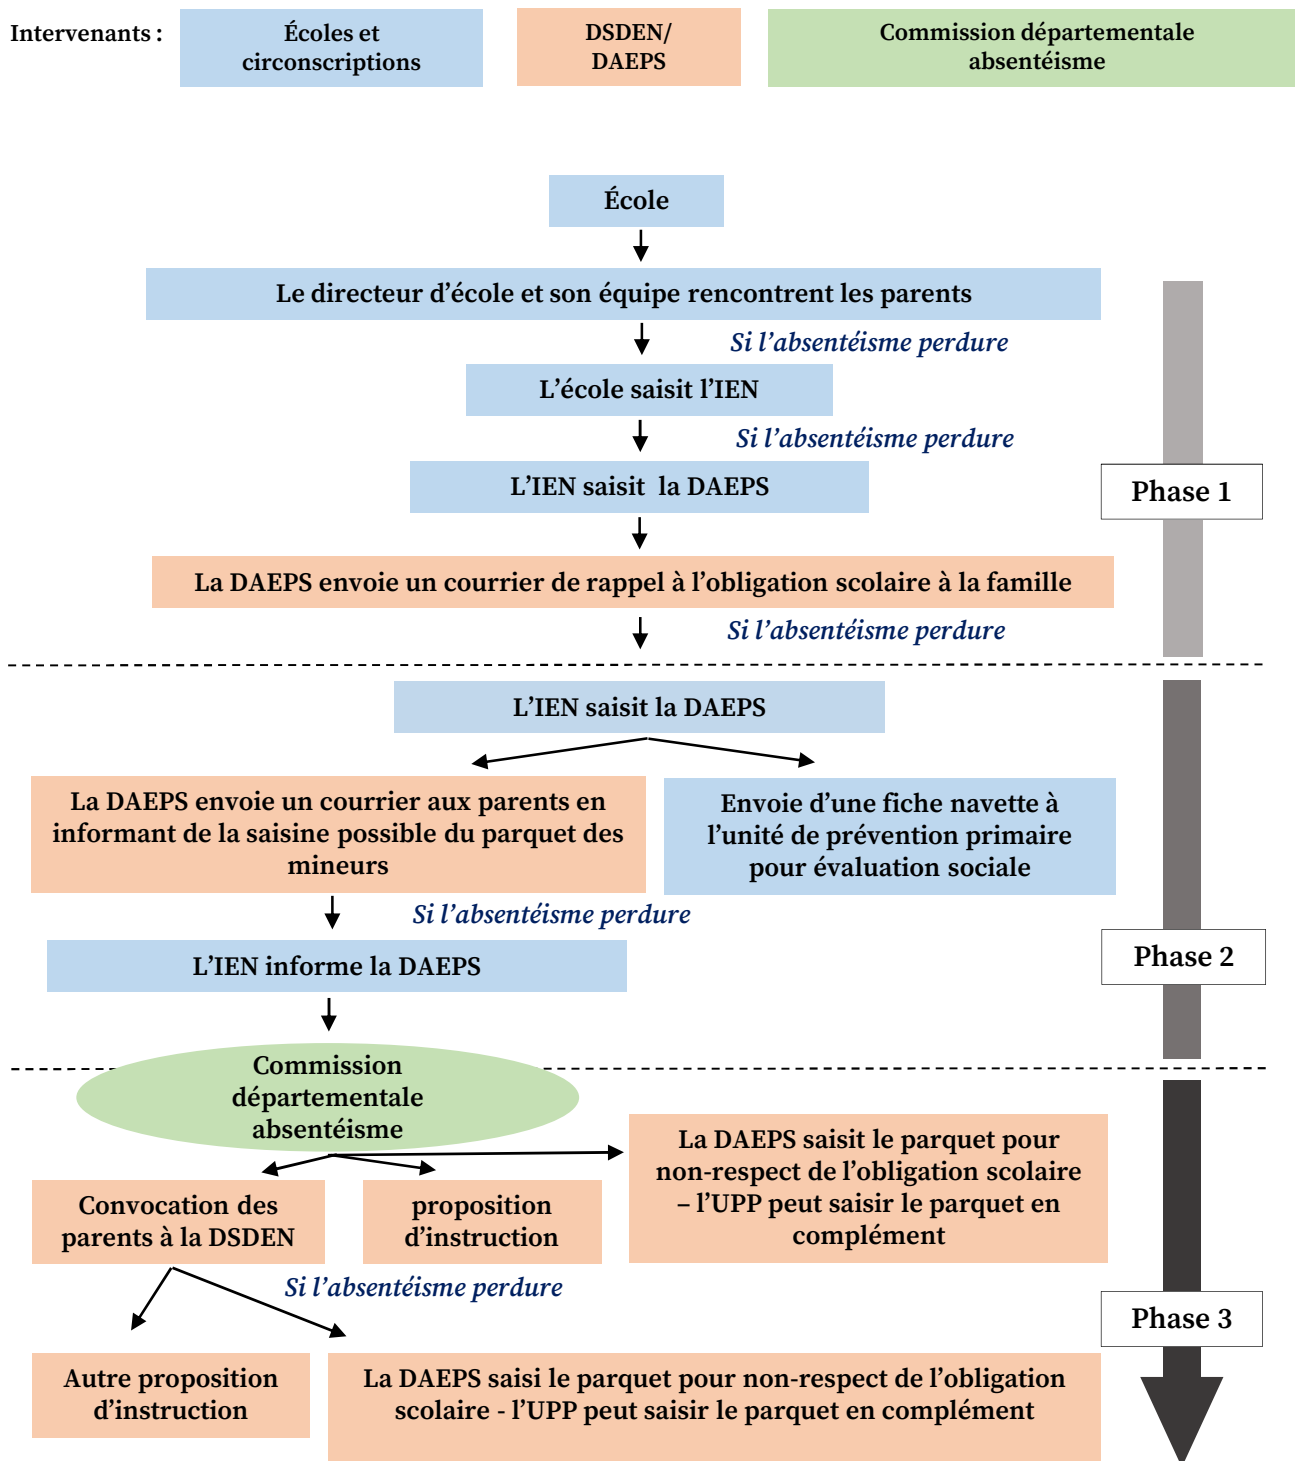 Intervenants :
Écoles et
circonscriptions
DSDEN/
DAEPS
Commission départementale
absentéisme
École
Le directeur d’école et son équipe rencontrent les parents
Si l’absentéisme perdure
L’école saisit l’IEN
Si l’absentéisme perdure
L’IEN saisit la DAEPS
Phase 1
La DAEPS envoie un courrier de rappel à l’obligation scolaire à la famille
Si l’absentéisme perdure
L’IEN saisit la DAEPS
La DAEPS envoie un courrier aux parents en
informant de la saisine possible du parquet des
mineurs
Envoie d’une fiche navette à
l’unité de prévention primaire
pour évaluation sociale
Si l’absentéisme perdure
L’IEN informe la DAEPS
Phase 2
Commission
départementale
absentéisme
La DAEPS saisit le parquet pour
non-respect de l’obligation scolaire
– l’UPP peut saisir le parquet en
complément
Convocation des
parents à la DSDEN
proposition
d’instruction
Si l’absentéisme perdure
Phase 3
Autre proposition
d’instruction
La DAEPS saisi le parquet pour non-respect de l’obligation
scolaire - l’UPP peut saisir le parquet en complément